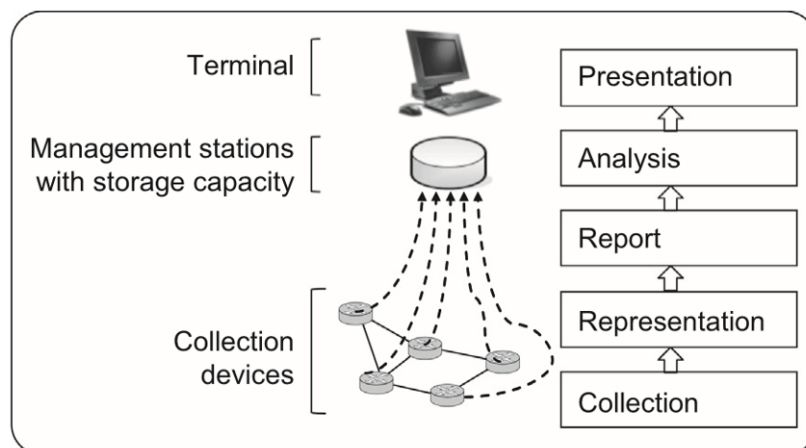 Terminal
Management stations
with storage capacity
Collection
devices
Presentation
Analysis
Report
Representation
Collection